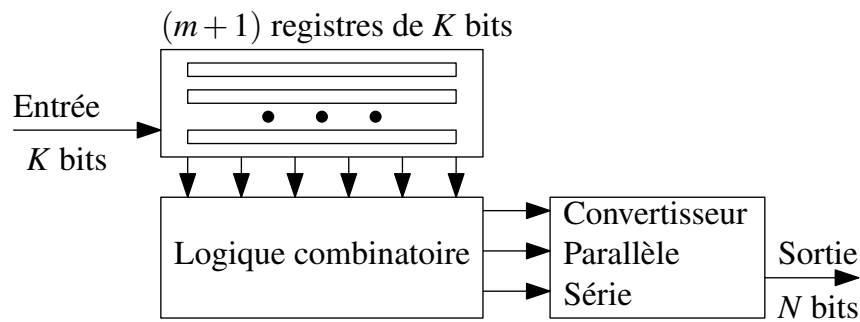 (m + 1) registres de K bits
Entrée
K bits
Logique combinatoire
Convertisseur
Parallèle
Série
Sortie
N bits